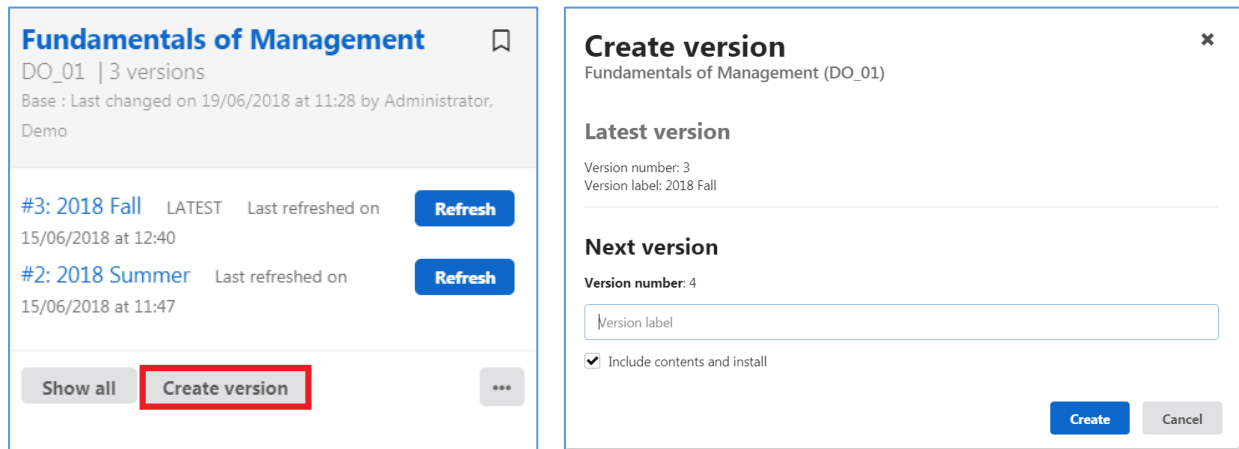 Fundamentals of Management
DO_01 | 3 versions
Base : Last changed on 19/06/2018 at 11:28 by Administrator,
Demo
#3: 2018 Fall LATEST Last refreshed on Refresh
15/06/2018 at 12:40
#2: 2018 Summer Last refreshed on Refresh
15/06/2018 at 11:47
Show all Create version ...
Create version
Fundamentals of Management (DO_01)
Latest version
Version number: 3
Version label: 2018 Fall
Next version
Version number: 4
Version label
Include contents and install
Create Cancel